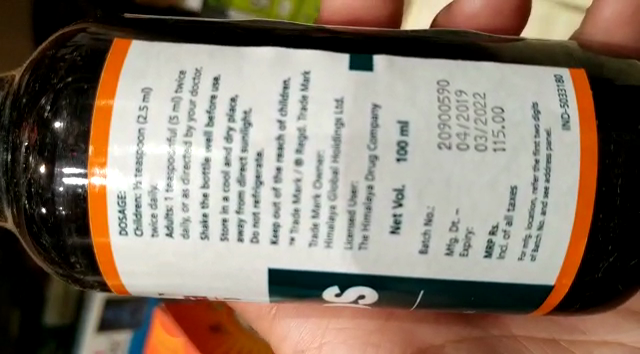 DOSAGE:
Children: ½ teaspoon (2.5 ml)
twice daily.
Adults: 1 teaspoonful (5 ml) twice
daily, or as directed by your doctor.
Shake the bottle well before use.
Store in a cool and dry place,
away from direct sunlight.
Do not refrigerate.
Keep out of the reach of children.
™ Trade Mark / ® Regd. Trade Mark
Trade Mark Owner:
Himalaya Global Holdings Ltd.
Licensed User:
The Himalaya Drug Company
Net Vol. 100 ml
Batch No.: 20900590
Mfg. Dt. – 04/2019
Expiry: 03/2022
MRP Rs. 115.00
Incl. of all taxes
For mfg. location, refer the first two digits
of Batch No. and see address panel.
IND-5033180